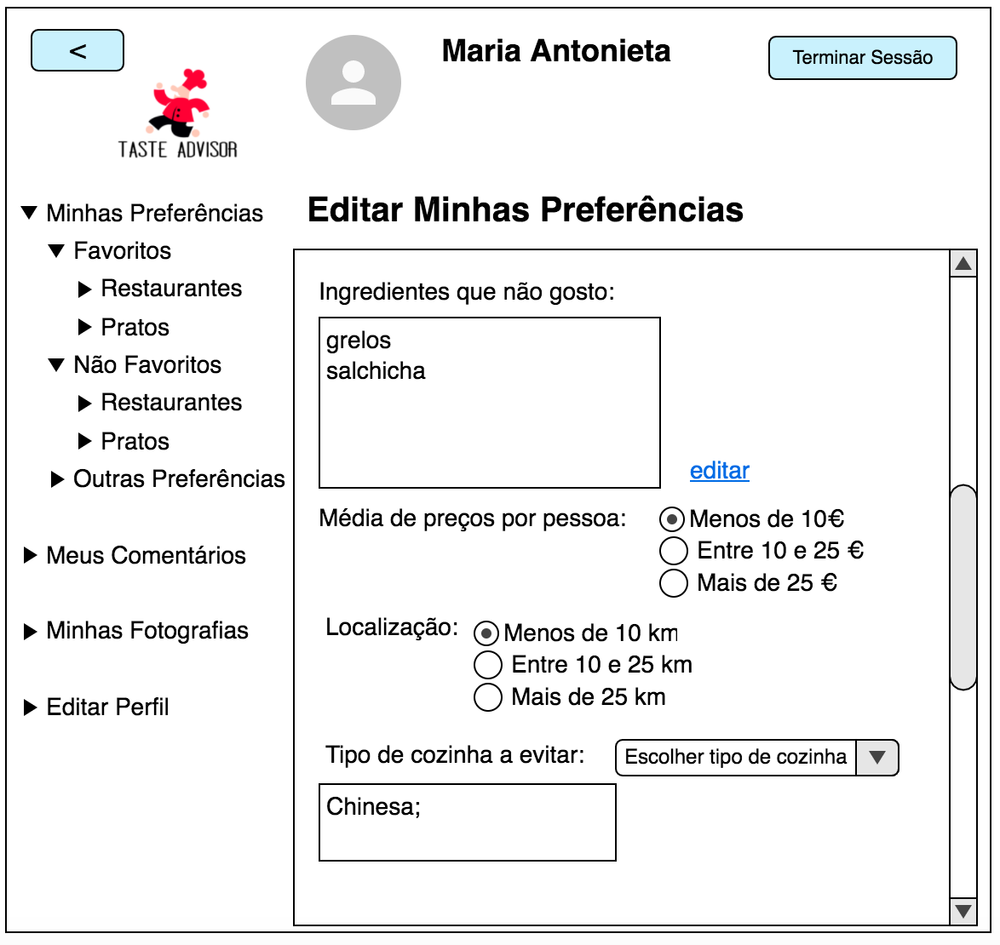 <
Maria Antonieta
Terminar Sessão
TASTE ADVISOR
Minhas Preferências
Favoritos
Restaurantes
Pratos
Não Favoritos
Restaurantes
Pratos
Outras Preferências
Meus Comentários
Minhas Fotografias
Editar Perfil
Editar Minhas Preferências
Ingredientes que não gosto:
grelos
salchicha
editar
Média de preços por pessoa:
Menos de 10€
Entre 10 e 25 €
Mais de 25 €
Localização:
Menos de 10 km
Entre 10 e 25 km
Mais de 25 km
Tipo de cozinha a evitar:
Escolher tipo de cozinha
Chinesa;